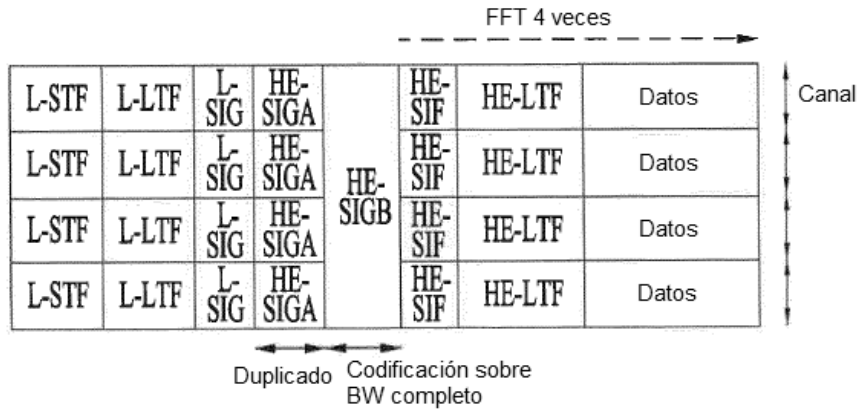 FFT 4 veces
L-STF L-LTF L-SIG HE-SIGA HE-SIF HE-LTF Datos Canal
L-STF L-LTF L-SIG HE-SIGA HE-SIF HE-LTF Datos
HE-SIGB
L-STF L-LTF L-SIG HE-SIGA HE-SIF HE-LTF Datos
L-STF L-LTF L-SIG HE-SIGA HE-SIF HE-LTF Datos
Duplicado Codificación sobre
BW completo